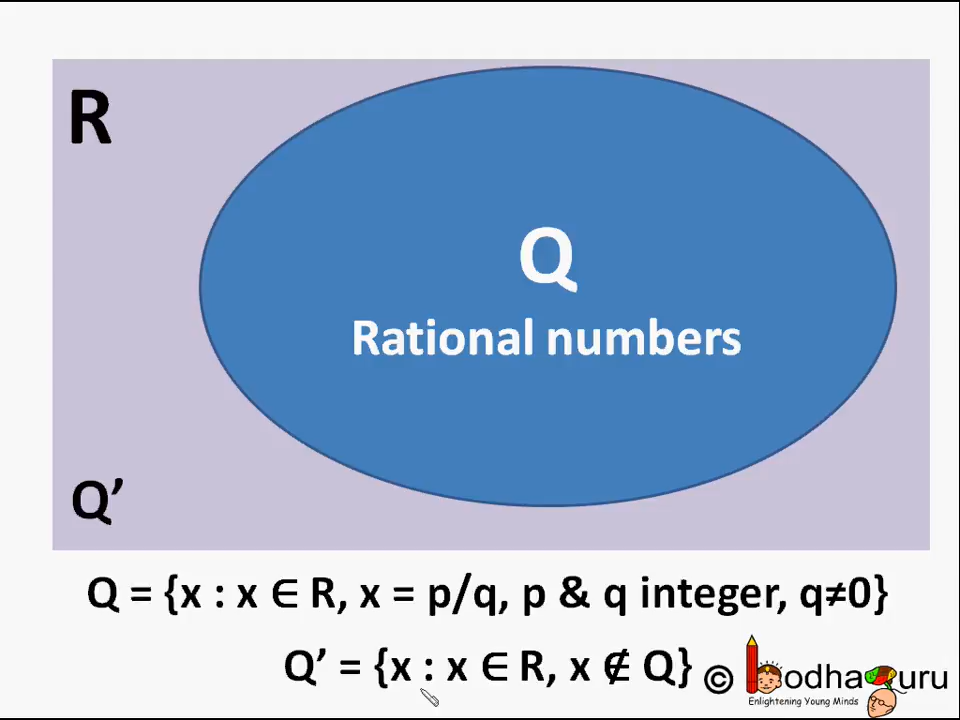 R
Q
Rational numbers
Q’
Q = {x : x ∈ R, x = p/q, p & q integer, q≠0}
Q’ = {x : x ∈ R, x ∉ Q}
© BodhaGuru
Enlightening Young Minds